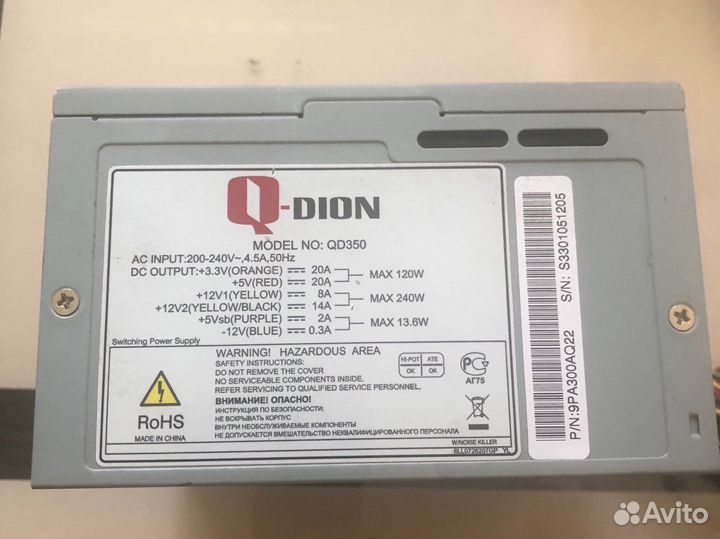 Q-DION
MODEL NO: QD350
AC INPUT:200-240V~,4.5A,50Hz
DC OUTPUT:+3.3V(ORANGE) 20A
+5V(RED) 20A
MAX 120W
+12V1(YELLOW) 8A
+12V2(YELLOW/BLACK) 14A
MAX 240W
+5Vsb(PURPLE) 2A
-12V(BLUE) 0.3A
MAX 13.6W
Switching Power Supply
WARNING! HAZARDOUS AREA
SAFETY INSTRUCTIONS:
DO NOT REMOVE THE COVER
NO SERVICEABLE COMPONENTS INSIDE.
REFER SERVICING TO QUALIFIED SERVICE PERSONNEL.
HI-POT ATE
OK OK
РСТ
АГ75
RoHS
MADE IN CHINA
ВНИМАНИЕ! ОПАСНО!
ИНСТРУКЦИЯ ПО БЕЗОПАСНОСТИ:
НЕ ВСКРЫВАТЬ КОРПУС
ВНУТРИ НЕОБСЛУЖИВАЕМЫЕ КОМПОНЕНТЫ
НЕ ДОПУСКАЕТСЯ ВМЕШАТЕЛЬСТВО НЕКВАЛИФИЦИРОВАННОГО ПЕРСОНАЛА
W/NOISE KILLER
YL
P/N:9PA300AQ22 S/N: S3301051205
Avito